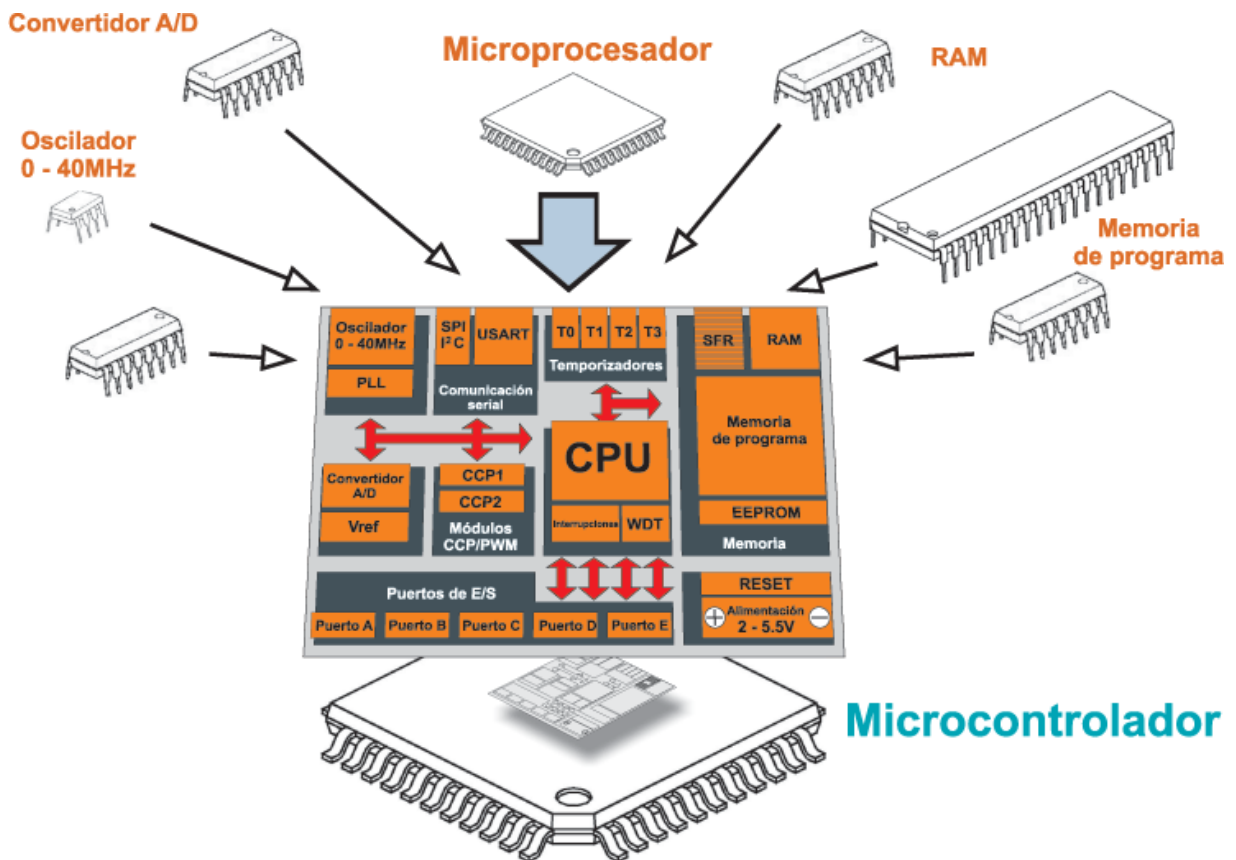 Convertidor A/D
Microprocesador
RAM
Oscilador
0 - 40MHz
Memoria
de programa
Oscilador
0 - 40MHz
PLL
SPI
I²C
USART
Comunicación
serial
T0 T1 T2 T3
Temporizadores
SFR
RAM
Memoria
de programa
EEPROM
Memoria
CPU
Interrupciones
WDT
Convertidor
A/D
Vref
CCP1
CCP2
Módulos
CCP/PWM
Puertos de E/S
Puerto A Puerto B Puerto C Puerto D Puerto E
RESET
+ Alimentación −
2 - 5.5V
Microcontrolador